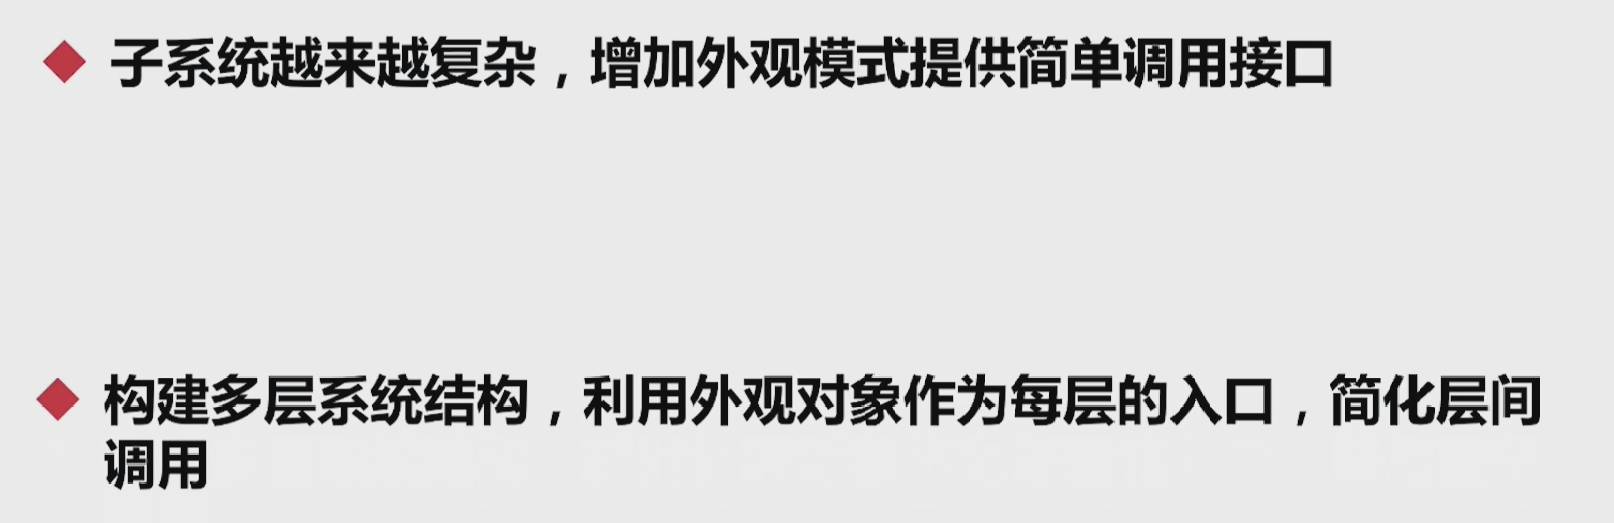 子系统越来越复杂，增加外观模式提供简单调用接口
构建多层系统结构，利用外观对象作为每层的入口，简化层间
调用